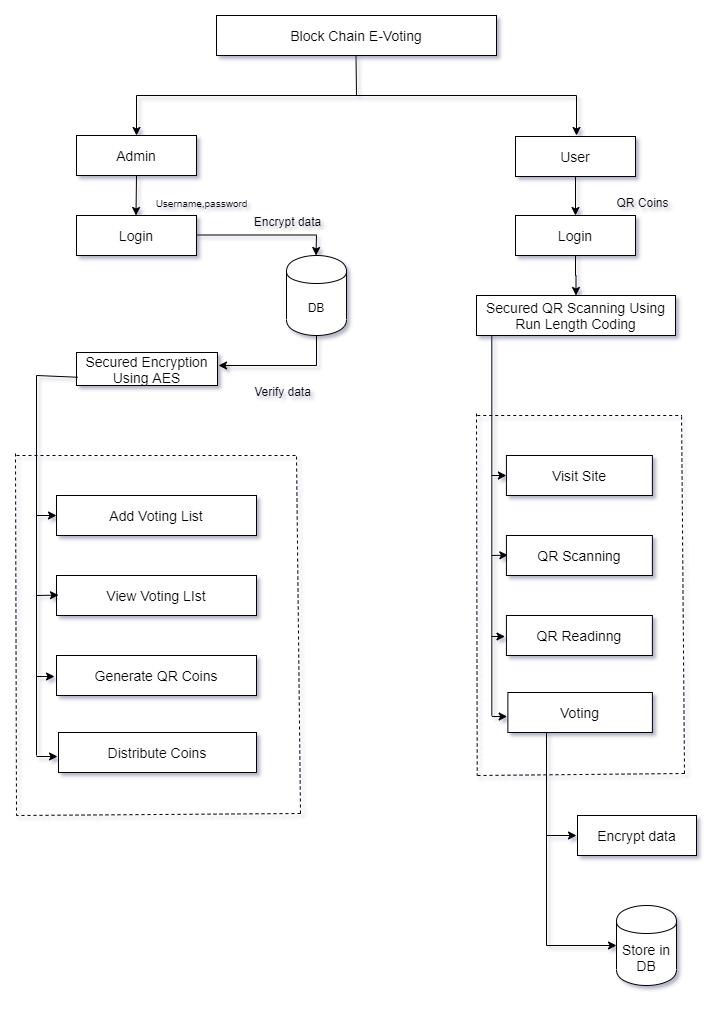 Block Chain E-Voting
Admin
User
Username,password
QR Coins
Login
Encrypt data
Login
DB
Secured QR Scanning Using
Run Length Coding
Secured Encryption
Using AES
Verify data
Visit Site
Add Voting List
QR Scanning
View Voting LIst
QR Readinng
Generate QR Coins
Voting
Distribute Coins
Encrypt data
Store in
DB